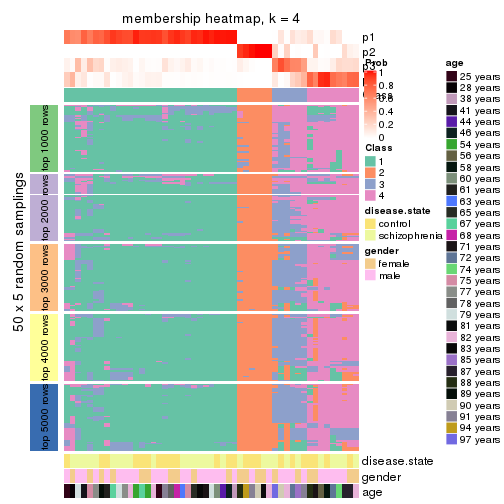 membership heatmap, k = 4
p1
p2
p3
Prob
1
0.8
0.6
0.4
0.2
0
Class
1
2
3
4
disease.state
control
schizophrenia
gender
female
male
age
25 years
28 years
38 years
41 years
44 years
46 years
54 years
56 years
58 years
60 years
61 years
63 years
65 years
67 years
68 years
71 years
72 years
74 years
75 years
77 years
78 years
79 years
81 years
82 years
83 years
85 years
87 years
88 years
89 years
90 years
91 years
94 years
97 years
50 x 5 random samplings
top 1000 rows
top 2000 rows
top 3000 rows
top 4000 rows
top 5000 rows
disease.state
gender
age